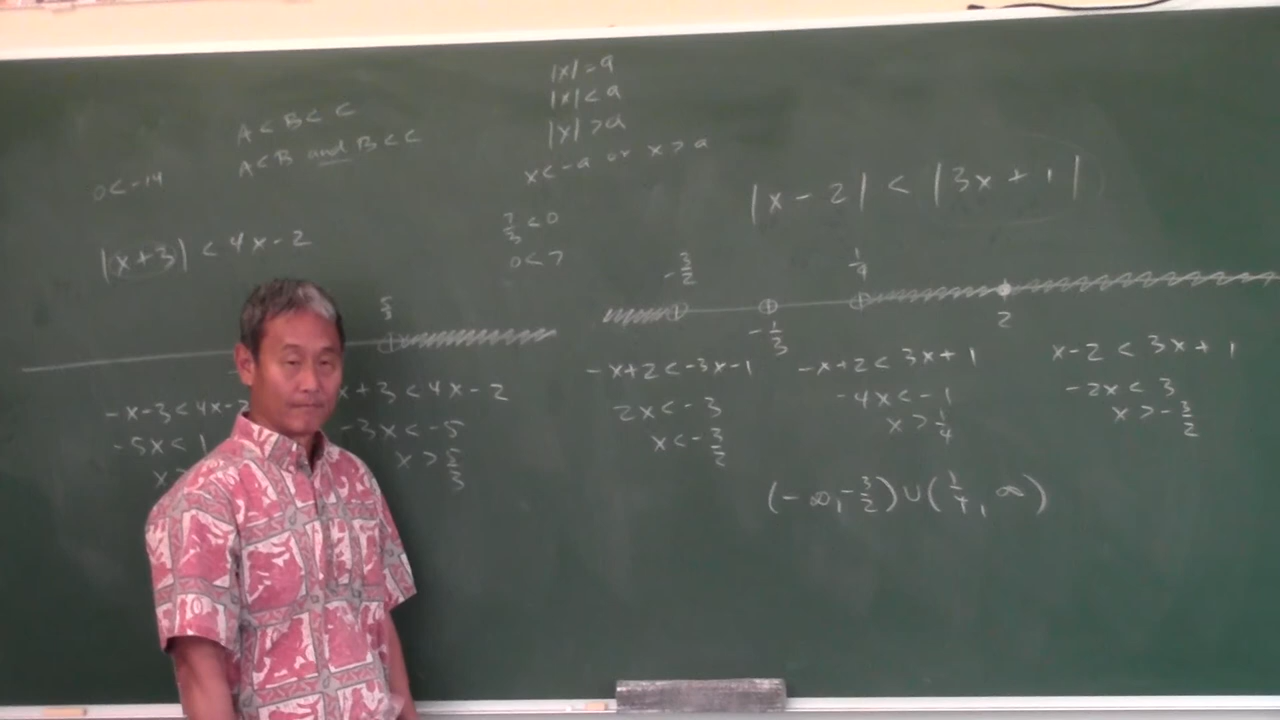 |x|=a
|x|<a
|x|>a
x<-a or x>a
A<B<C
A<B and B<C
0<-14
|x+3|<4x-2
5/3
-x-3<4x-2
-5x<1
x>
x+3<4x-2
-3x<-5
x>5/3
7/3<0
0<7
|x-2|<|3x+1|
-3/2
-1/3
1/4
2
-x+2<-3x-1
2x<-3
x<-3/2
-x+2<3x+1
-4x<-1
x>1/4
x-2<3x+1
-2x<3
x>-3/2
(-∞,-3/2)∪(1/4,∞)